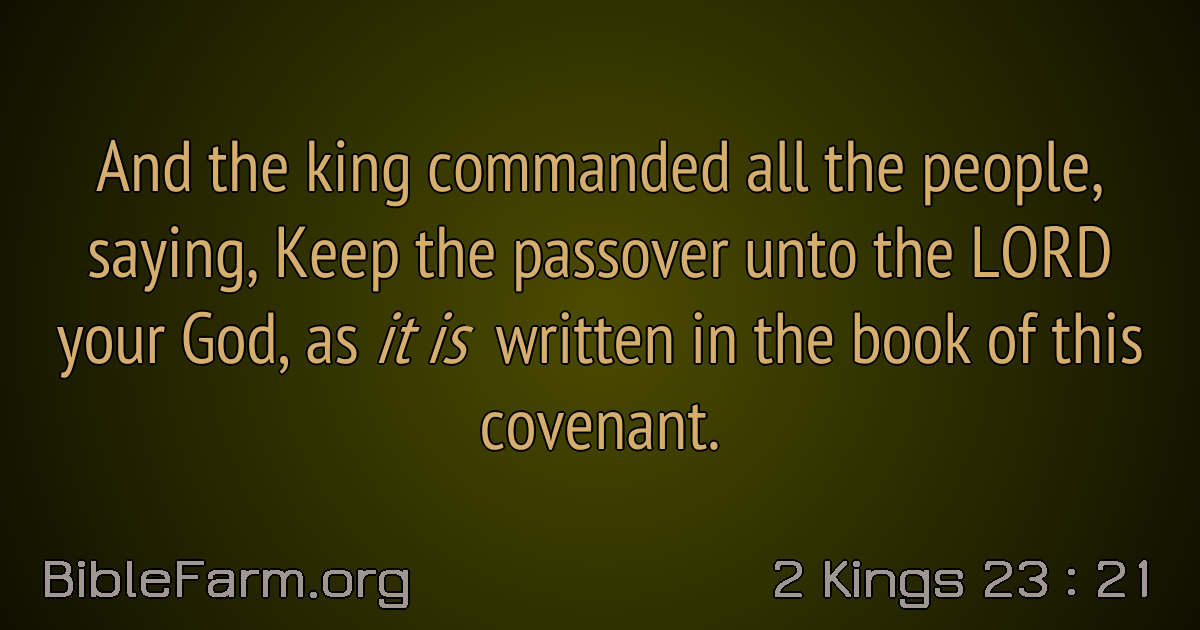 And the king commanded all the people,
saying, Keep the passover unto the LORD
your God, as it is written in the book of this
covenant.
BibleFarm.org
2 Kings 23 : 21